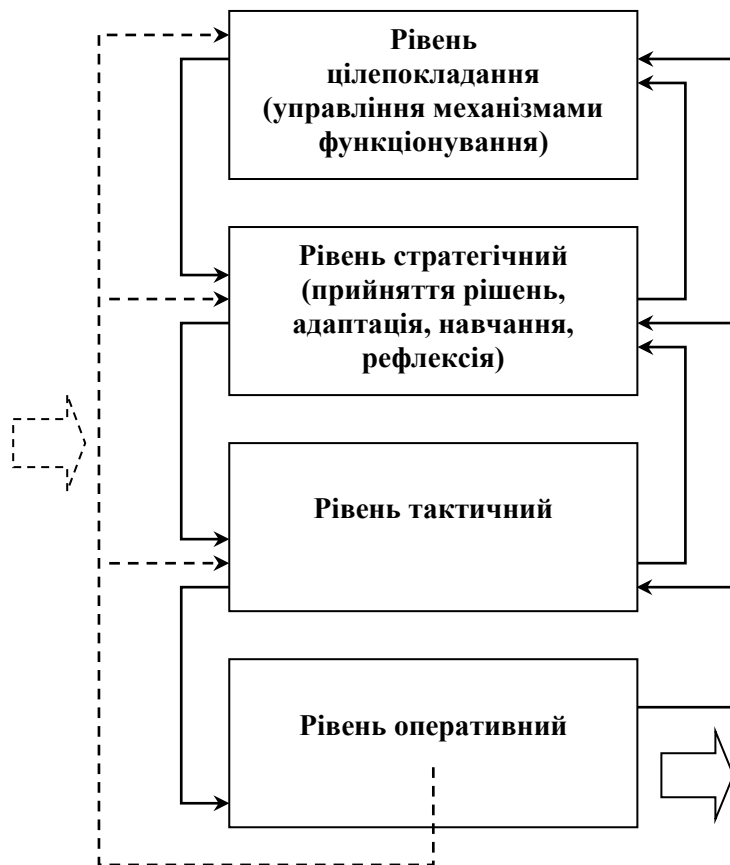 Рівень
цілепокладання
(управління механізмами
функціонування)
Рівень стратегічний
(прийняття рішень,
адаптація, навчання,
рефлексія)
Рівень тактичний
Рівень оперативний